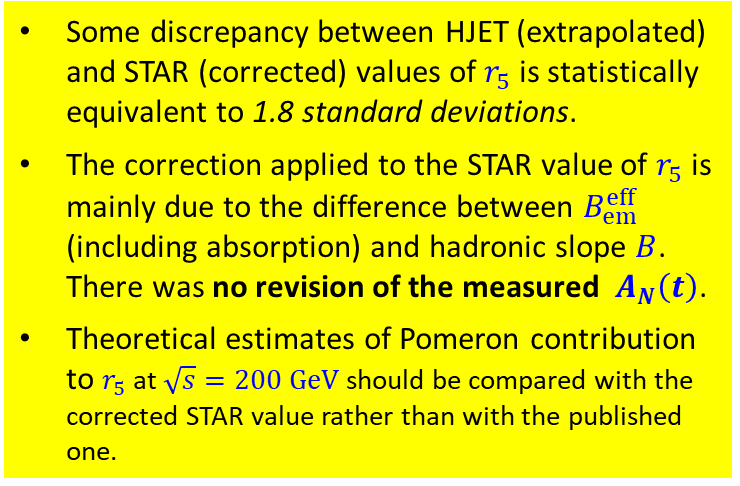 • Some discrepancy between HJET (extrapolated)
and STAR (corrected) values of r₅ is statistically
equivalent to 1.8 standard deviations.
• The correction applied to the STAR value of r₅ is
mainly due to the difference between B_em^eff
(including absorption) and hadronic slope B.
There was no revision of the measured A_N(t).
• Theoretical estimates of Pomeron contribution
to r₅ at √s = 200 GeV should be compared with the
corrected STAR value rather than with the published
one.